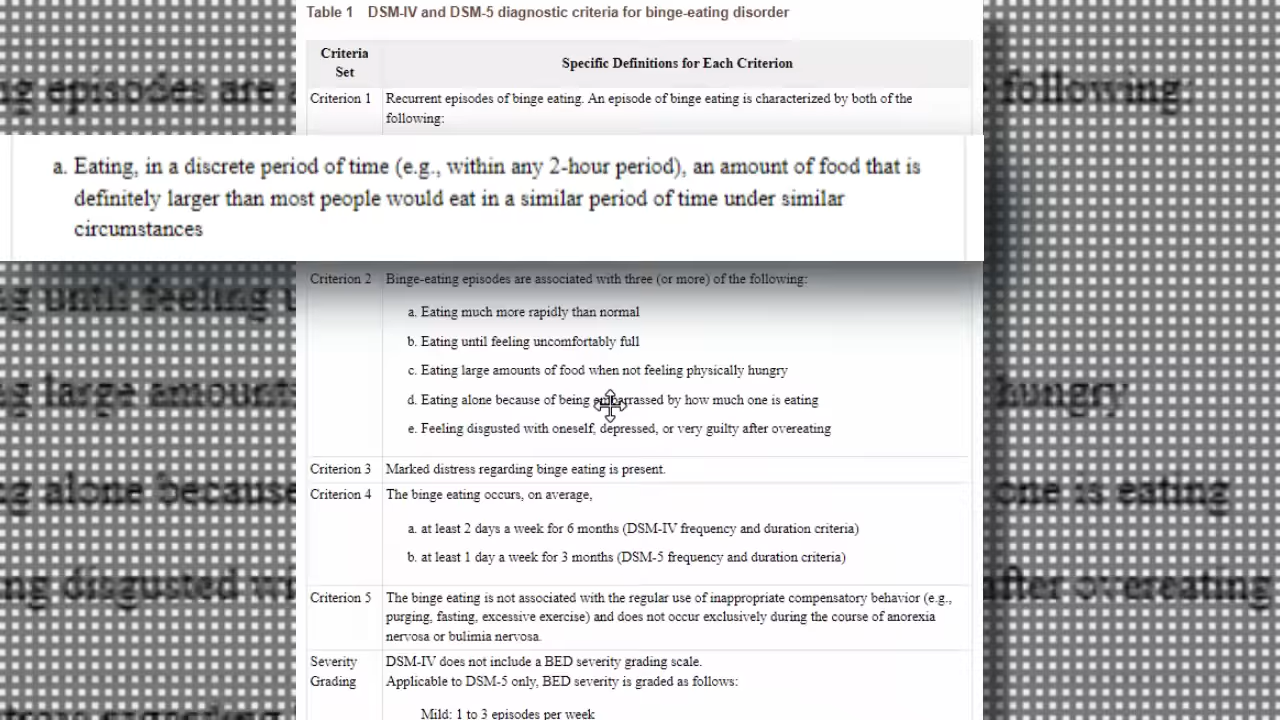 Table 1 DSM-IV and DSM-5 diagnostic criteria for binge-eating disorder
Criteria Set
Specific Definitions for Each Criterion
Criterion 1
Recurrent episodes of binge eating. An episode of binge eating is characterized by both of the
following:
a. Eating, in a discrete period of time (e.g., within any 2-hour period), an amount of food that is
definitely larger than most people would eat in a similar period of time under similar
circumstances
Criterion 2
Binge-eating episodes are associated with three (or more) of the following:
a. Eating much more rapidly than normal
b. Eating until feeling uncomfortably full
c. Eating large amounts of food when not feeling physically hungry
d. Eating alone because of being embarrassed by how much one is eating
e. Feeling disgusted with oneself, depressed, or very guilty after overeating
Criterion 3
Marked distress regarding binge eating is present.
Criterion 4
The binge eating occurs, on average,
a. at least 2 days a week for 6 months (DSM-IV frequency and duration criteria)
b. at least 1 day a week for 3 months (DSM-5 frequency and duration criteria)
Criterion 5
The binge eating is not associated with the regular use of inappropriate compensatory behavior (e.g.,
purging, fasting, excessive exercise) and does not occur exclusively during the course of anorexia
nervosa or bulimia nervosa.
Severity Grading
DSM-IV does not include a BED severity grading scale.
Applicable to DSM-5 only, BED severity is graded as follows:
Mild: 1 to 3 episodes per week